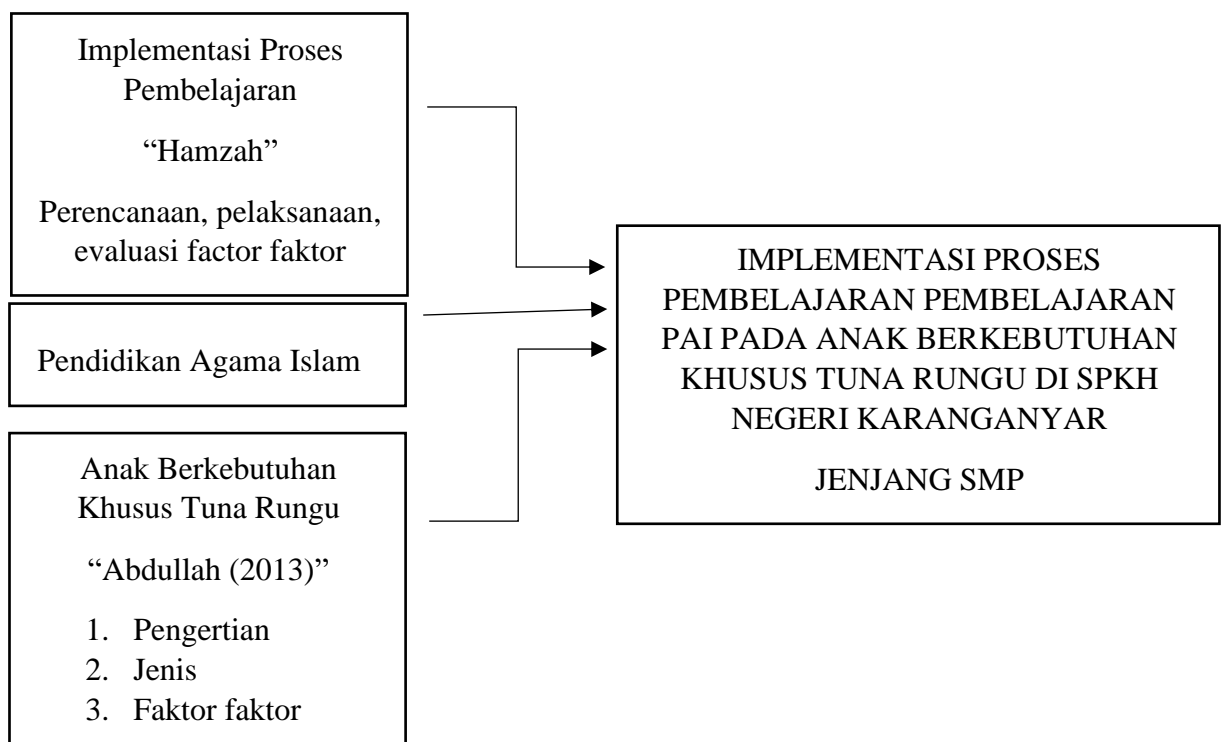 Implementasi Proses
Pembelajaran
“Hamzah”
Perencanaan, pelaksanaan,
evaluasi factor faktor
Pendidikan Agama Islam
Anak Berkebutuhan
Khusus Tuna Rungu
“Abdullah (2013)”
1. Pengertian
2. Jenis
3. Faktor faktor
IMPLEMENTASI PROSES
PEMBELAJARAN PEMBELAJARAN
PAI PADA ANAK BERKEBUTUHAN
KHUSUS TUNA RUNGU DI SPKH
NEGERI KARANGANYAR
JENJANG SMP